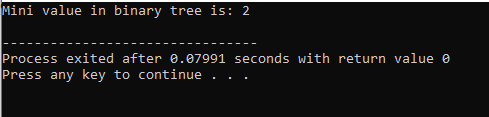 Mini value in binary tree is: 2
--------------------------------
Process exited after 0.07991 seconds with return value 0
Press any key to continue . . .